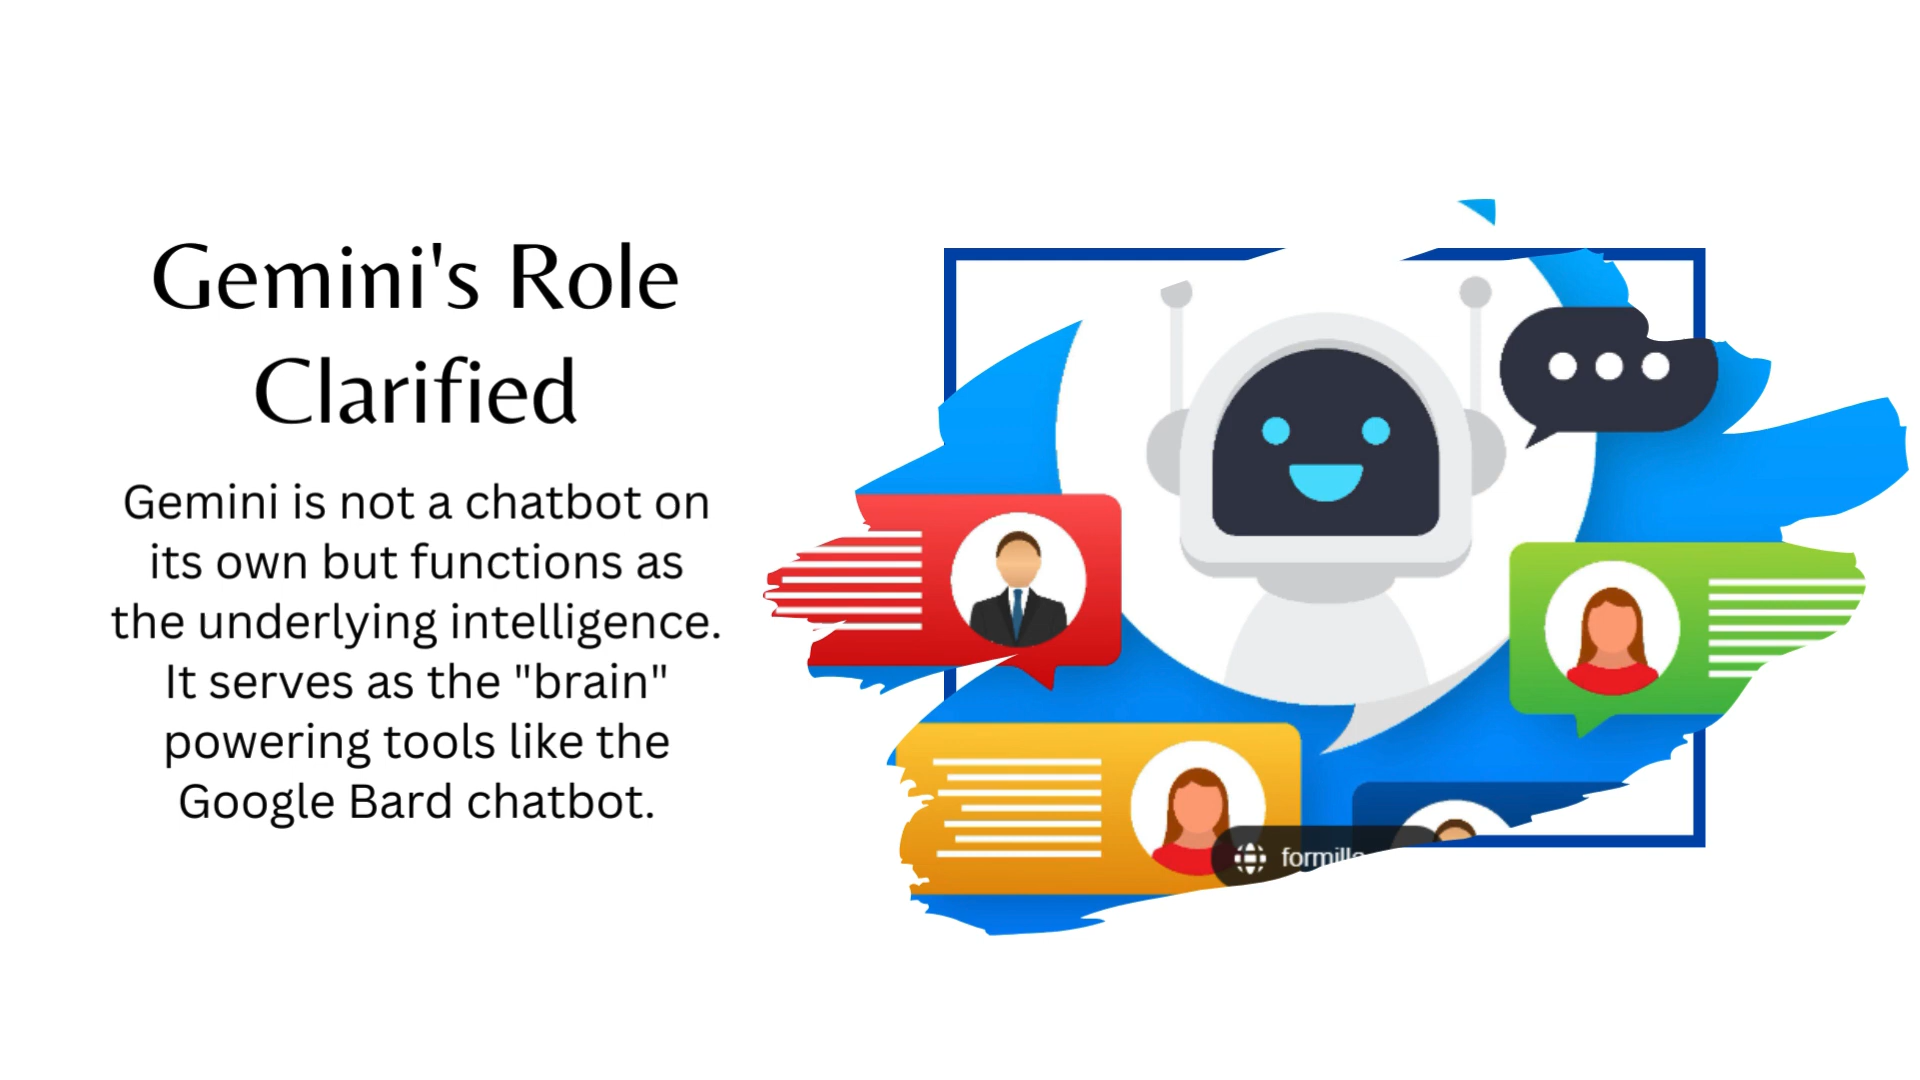 Gemini's Role
Clarified
Gemini is not a chatbot on
its own but functions as
the underlying intelligence.
It serves as the "brain"
powering tools like the
Google Bard chatbot.